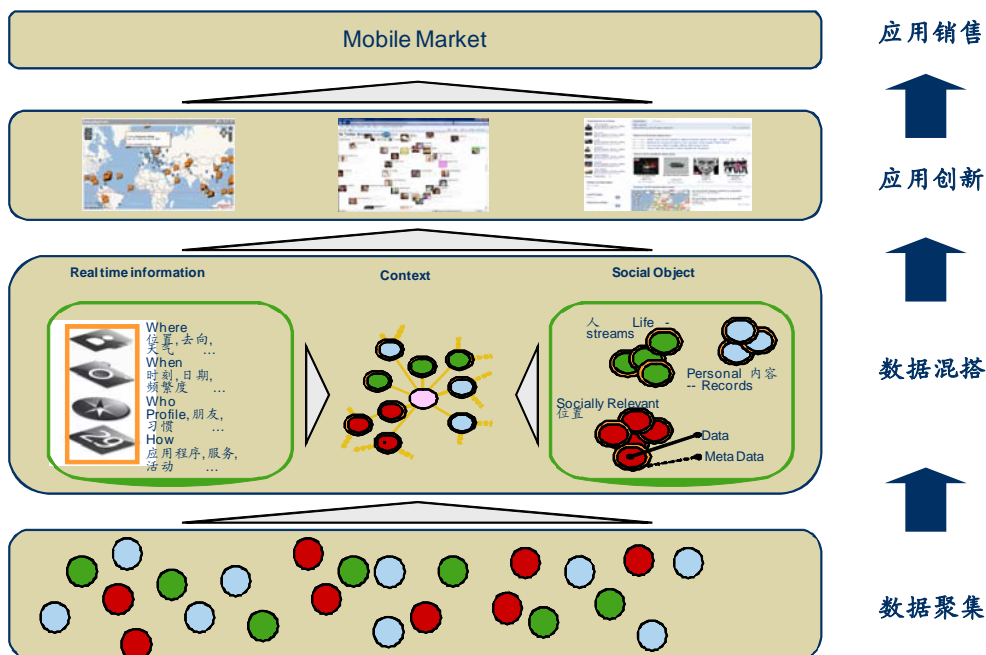 Mobile Market
应用销售
应用创新
Real time information
Context
Social Object
Where
位置,去向,
天气 ...
When
时刻,日期,
频繁度 ...
Who
Profile,朋友,
习惯 ...
How
应用程序,服务,
活动 ...
人 Life -
streams
Personal 内容
-- Records
Socially Relevant
位置
Data
Meta Data
数据混搭
数据聚集